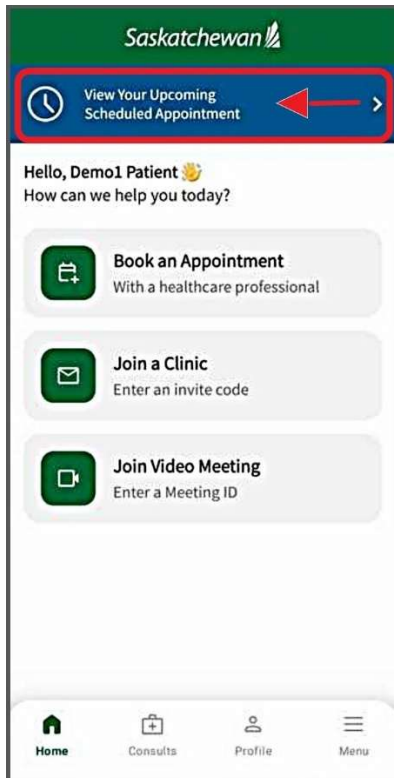 Saskatchewan
View Your Upcoming
Scheduled Appointment
Hello, Demo1 Patient 👋
How can we help you today?
Book an Appointment
With a healthcare professional
Join a Clinic
Enter an invite code
Join Video Meeting
Enter a Meeting ID
Home Consults Profile Menu